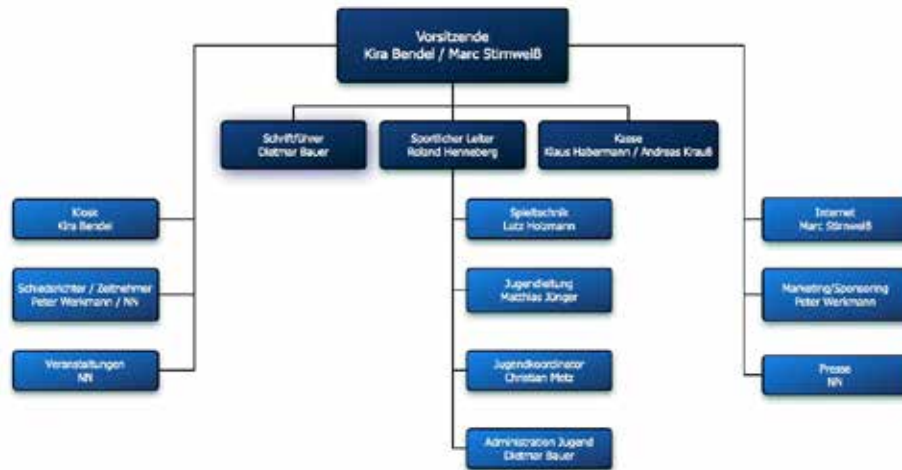 Vorsitzende
Kira Bendel / Marc Stirnweiß
Schriftführer
Dietmar Bauer
Sportlicher Leiter
Roland Henneberg
Kasse
Klaus Habermann / Andreas Krauß
Kiosk
Kira Bendel
Spieltechnik
Lutz Holzmann
Internet
Marc Stirnweiß
Schiedsrichter / Zeitnehmer
Peter Werkmann / NN
Jugendleitung
Matthias Jünger
Marketing/Sponsoring
Peter Werkmann
Veranstaltungen
NN
Jugendkoordinator
Christian Metz
Presse
NN
Administration Jugend
Dietmar Bauer